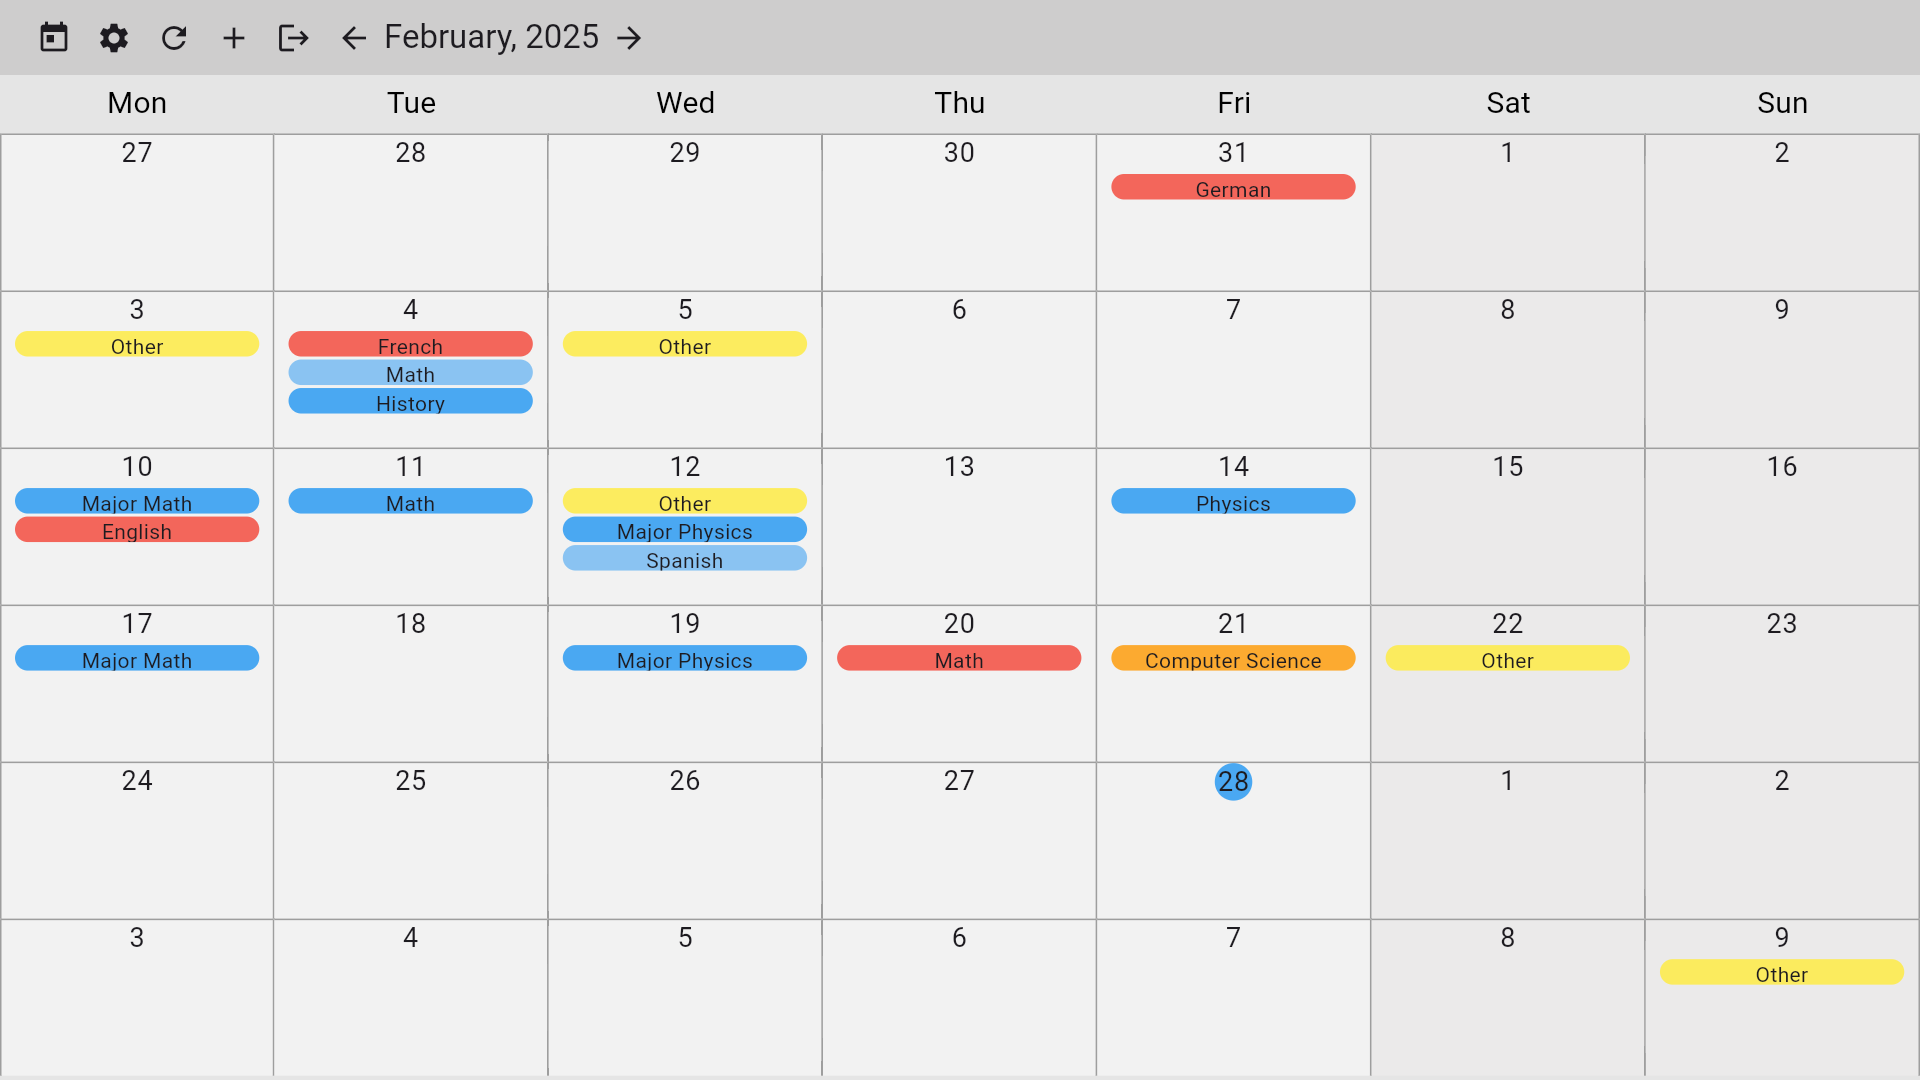 February, 2025
Mon Tue Wed Thu Fri Sat Sun
27 28 29 30 31 1 2
German
3 4 5 6 7 8 9
Other French Other
Math
History
10 11 12 13 14 15 16
Major Math Math Other Physics
English Major Physics
Spanish
17 18 19 20 21 22 23
Major Math Major Physics Math Computer Science Other
24 25 26 27 28 1 2
3 4 5 6 7 8 9
Other